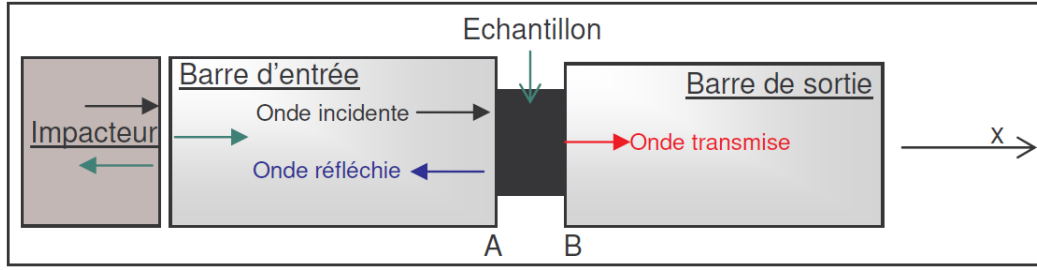 Echantillon
Barre d'entrée
Barre de sortie
Onde incidente
Impacteur
Onde transmise
x
Onde réfléchie
A
B